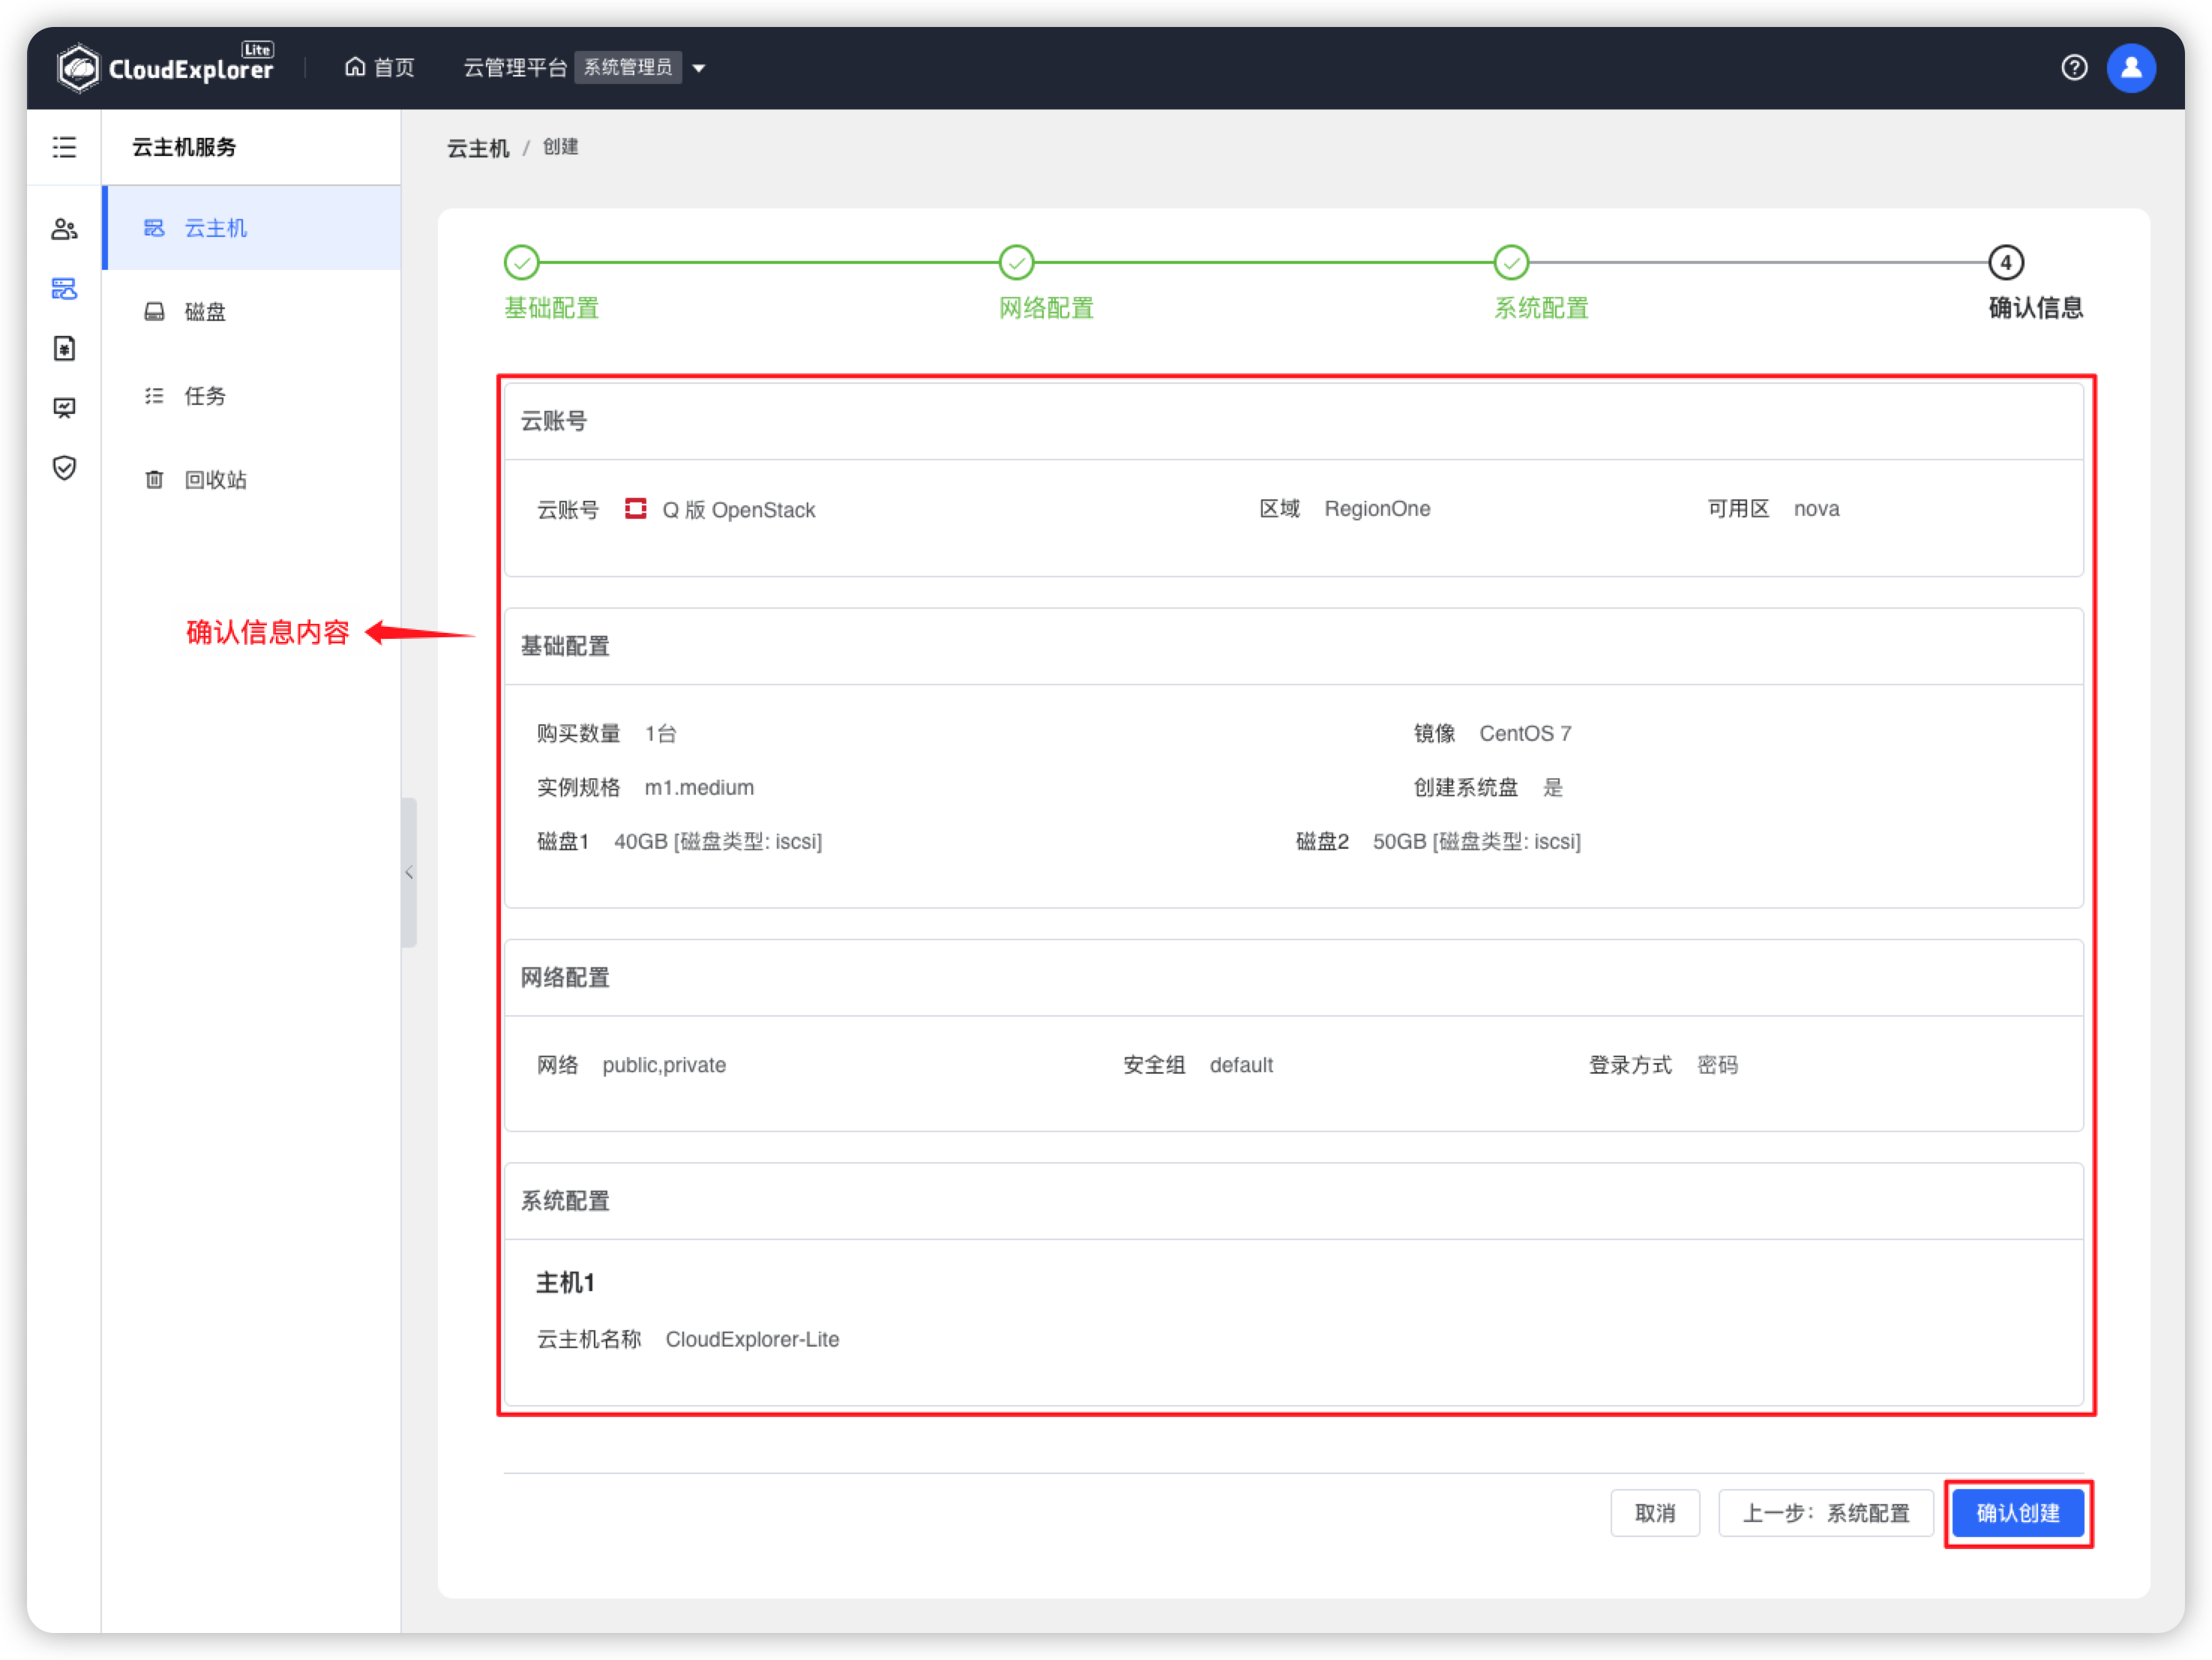 CloudExplorer Lite 首页 云管理平台 系统管理员
云主机服务
云主机
磁盘
任务
回收站
云主机 / 创建
基础配置 网络配置 系统配置 4 确认信息
确认信息内容
云账号
云账号 Q 版 OpenStack 区域 RegionOne 可用区 nova
基础配置
购买数量 1台 镜像 CentOS 7
实例规格 m1.medium 创建系统盘 是
磁盘1 40GB [磁盘类型: iscsi] 磁盘2 50GB [磁盘类型: iscsi]
网络配置
网络 public,private 安全组 default 登录方式 密码
系统配置
主机1
云主机名称 CloudExplorer-Lite
取消 上一步：系统配置 确认创建